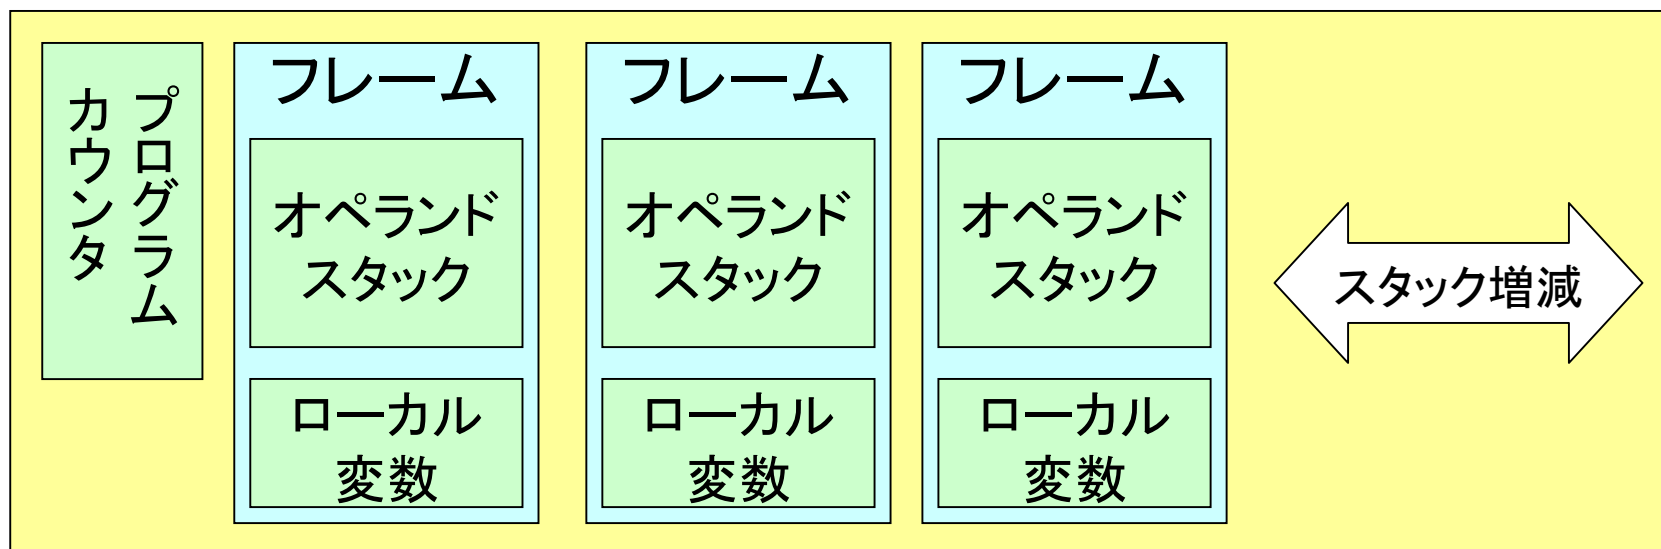 プログラム
カウンタ
フレーム
オペランド
スタック
ローカル
変数
フレーム
オペランド
スタック
ローカル
変数
フレーム
オペランド
スタック
ローカル
変数
スタック増減